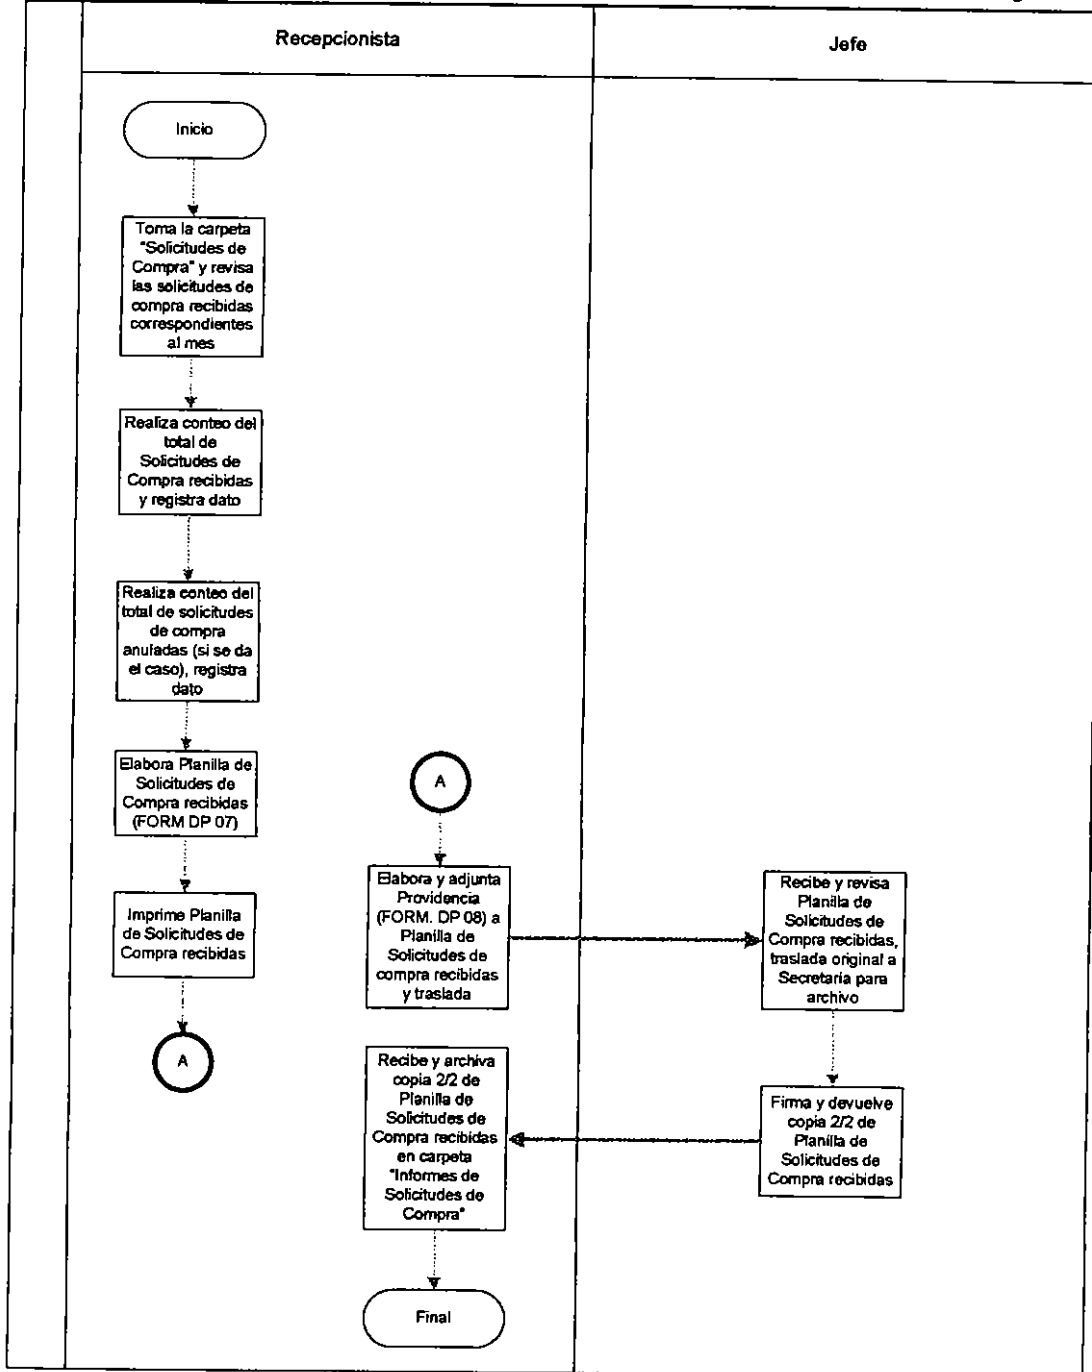 Recepcionista
Jefe
Inicio
Toma la carpeta
"Solicitudes de
Compra" y revisa
las solicitudes de
compra recibidas
correspondientes
al mes
Realiza conteo del
total de
Solicitudes de
Compra recibidas
y registra dato
Realiza conteo del
total de solicitudes
de compra
anuladas (si se da
el caso), registra
dato
Elabora Planilla de
Solicitudes de
Compra recibidas
(FORM DP 07)
Imprime Planilla
de Solicitudes de
Compra recibidas
A
A
Elabora y adjunta
Providencia
(FORM. DP 08) a
Planilla de
Solicitudes de
compra recibidas
y traslada
Recibe y revisa
Planilla de
Solicitudes de
Compra recibidas,
traslada original a
Secretaría para
archivo
Firma y devuelve
copia 2/2 de
Planilla de
Solicitudes de
Compra recibidas
Recibe y archiva
copia 2/2 de
Planilla de
Solicitudes de
Compra recibidas
en carpeta
"Informes de
Solicitudes de
Compra"
Final